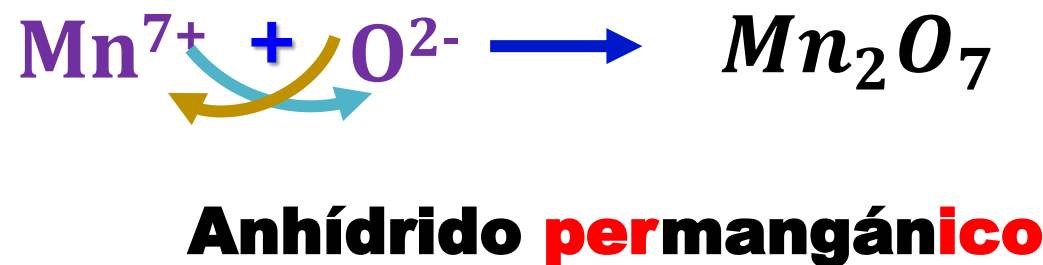 Mn⁷⁺ + O²⁻ → Mn₂O₇
Anhídrido permangánico